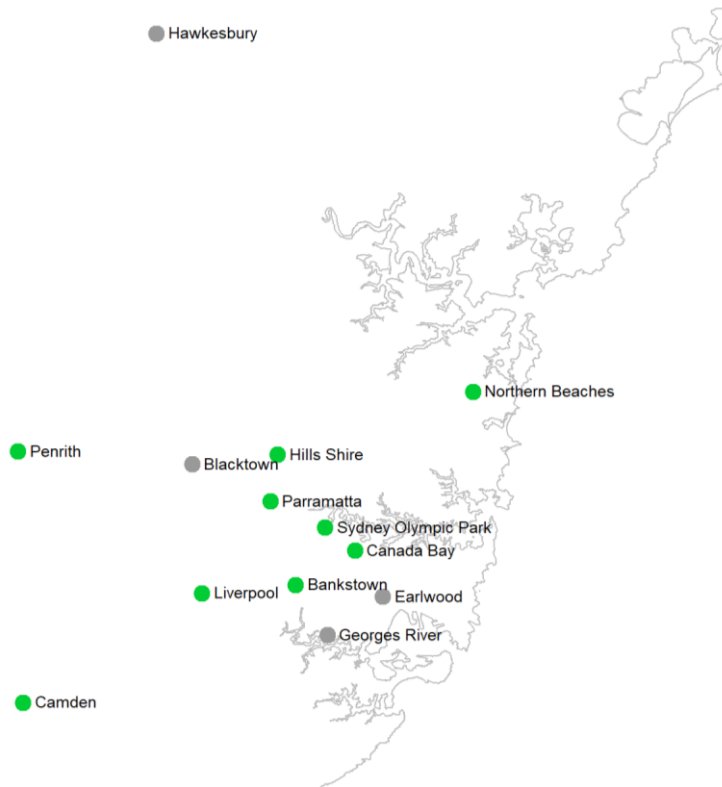 Hawkesbury
Northern Beaches
Penrith
Hills Shire
Blacktown
Parramatta
Sydney Olympic Park
Canada Bay
Bankstown
Liverpool
Earlwood
Georges River
Camden